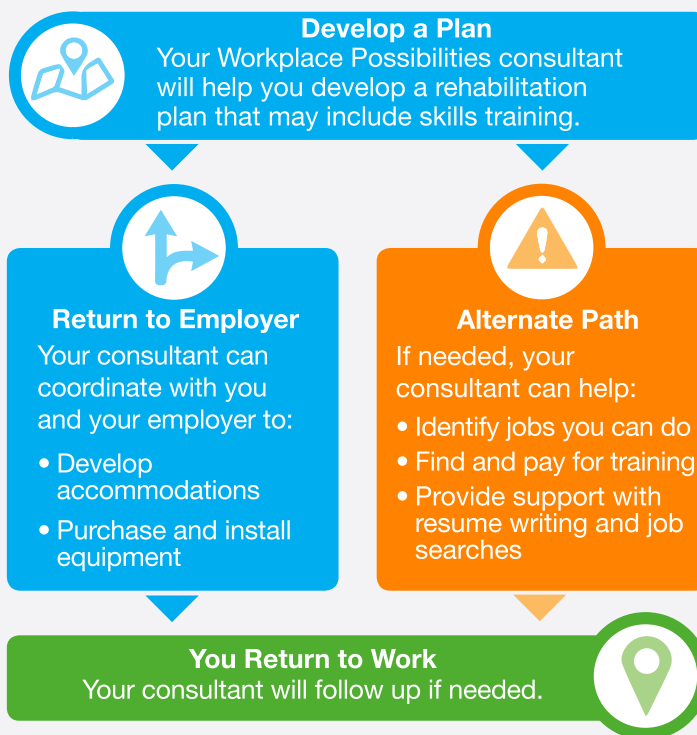 Develop a Plan
Your Workplace Possibilities consultant
will help you develop a rehabilitation
plan that may include skills training.
Return to Employer
Your consultant can
coordinate with you
and your employer to:
• Develop
accommodations
• Purchase and install
equipment
Alternate Path
If needed, your
consultant can help:
• Identify jobs you can do
• Find and pay for training
• Provide support with
resume writing and job
searches
You Return to Work
Your consultant will follow up if needed.